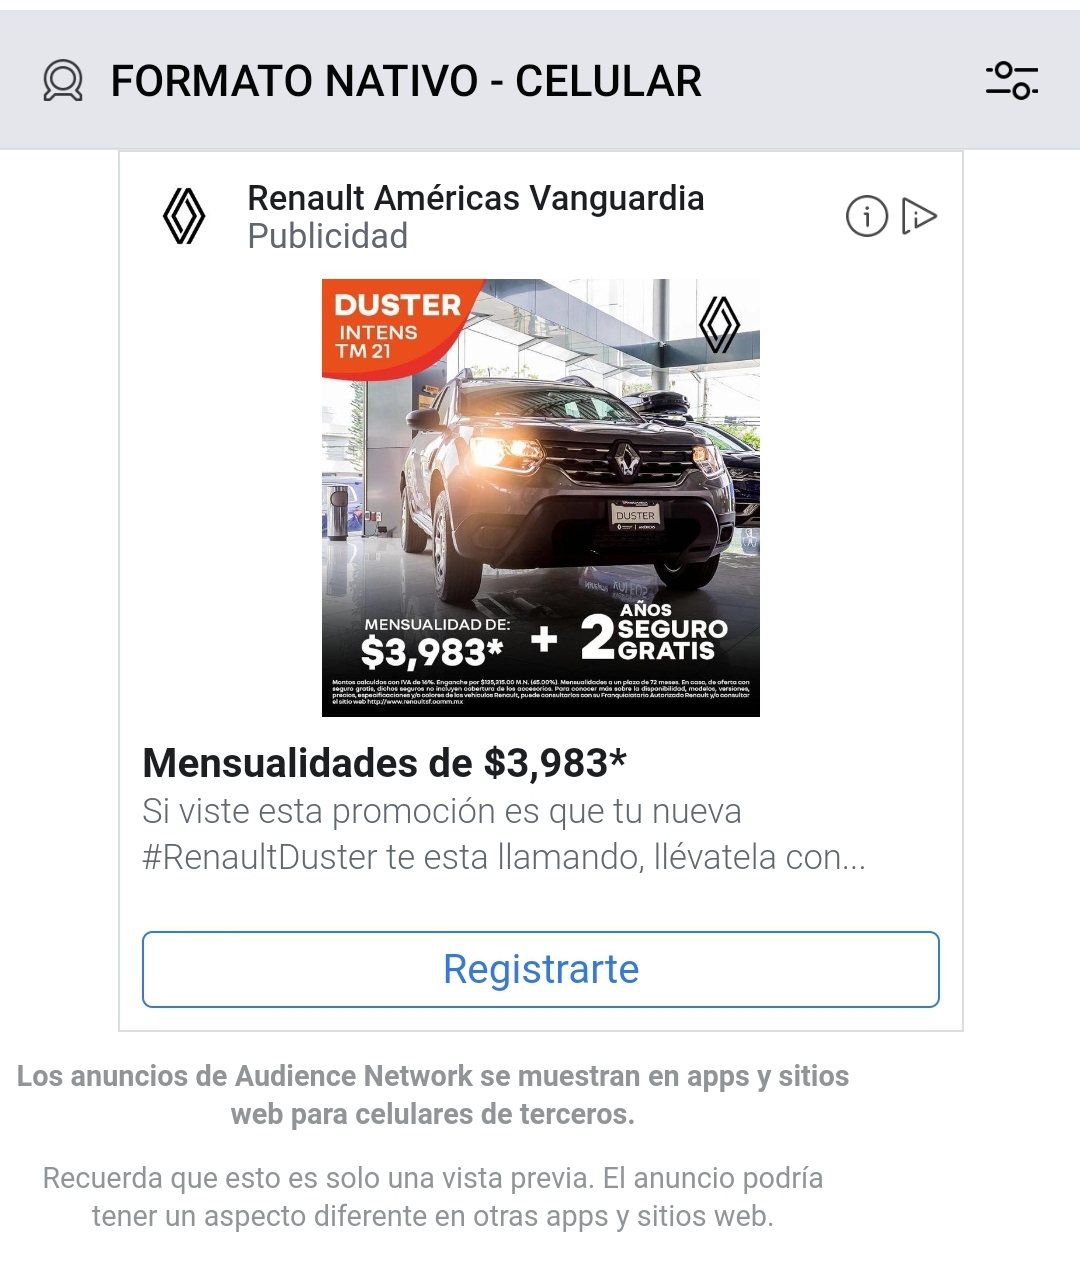 FORMATO NATIVO - CELULAR
Renault Américas Vanguardia
Publicidad
DUSTER
INTENS
TM 21
DUSTER
MENSUALIDAD DE:
$3,983*
+
2
AÑOS
SEGURO
GRATIS
Montos calculados con IVA de 16%. Enganche por $135,315.00 M.N. (45.00%). Mensualidades a un plazo de 72 meses. En caso, de oferta con
seguro gratis, dichos seguros no incluyen cobertura de los accesorios. Para conocer más sobre la disponibilidad, modelos, versiones,
precios, especificaciones y/o colores de los vehículos Renault, puede consultarlos con su Franquiciatario Autorizado Renault y/o consultar
el sitio web
Mensualidades de $3,983*
Si viste esta promoción es que tu nueva
#RenaultDuster te esta llamando, llévatela con...
Registrarte
Los anuncios de Audience Network se muestran en apps y sitios
web para celulares de terceros.
Recuerda que esto es solo una vista previa. El anuncio podría
tener un aspecto diferente en otras apps y sitios web.